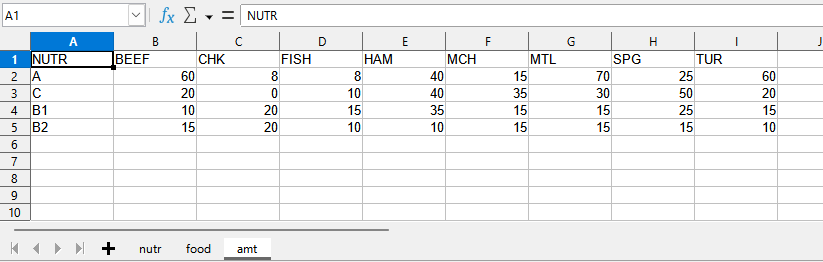 A1 fx Σ = NUTR
A B C D E F G H I J
1 NUTR BEEF CHK FISH HAM MCH MTL SPG TUR
2 A 60 8 8 40 15 70 25 60
3 C 20 0 10 40 35 30 50 20
4 B1 10 20 15 35 15 15 25 15
5 B2 15 20 10 10 15 15 15 10
6
7
8
9
10
nutr food amt